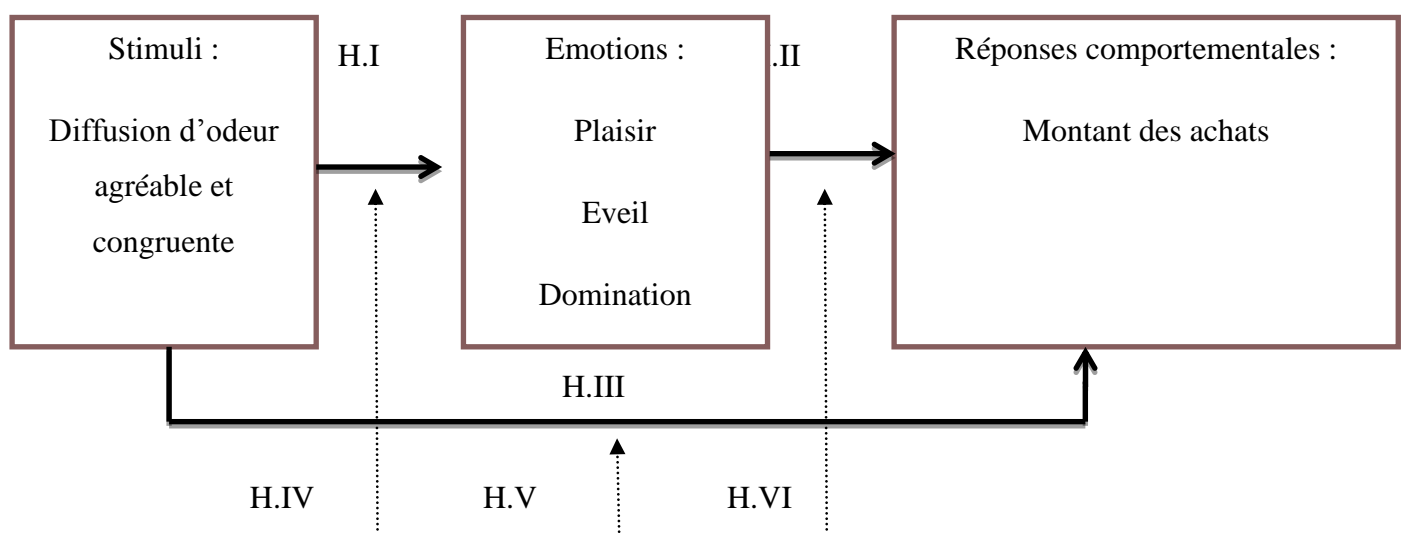 Stimuli :
Diffusion d’odeur
agréable et
congruente
H.I
Emotions :
Plaisir
Eveil
Domination
.II
Réponses comportementales :
Montant des achats
H.III
H.IV
H.V
H.VI